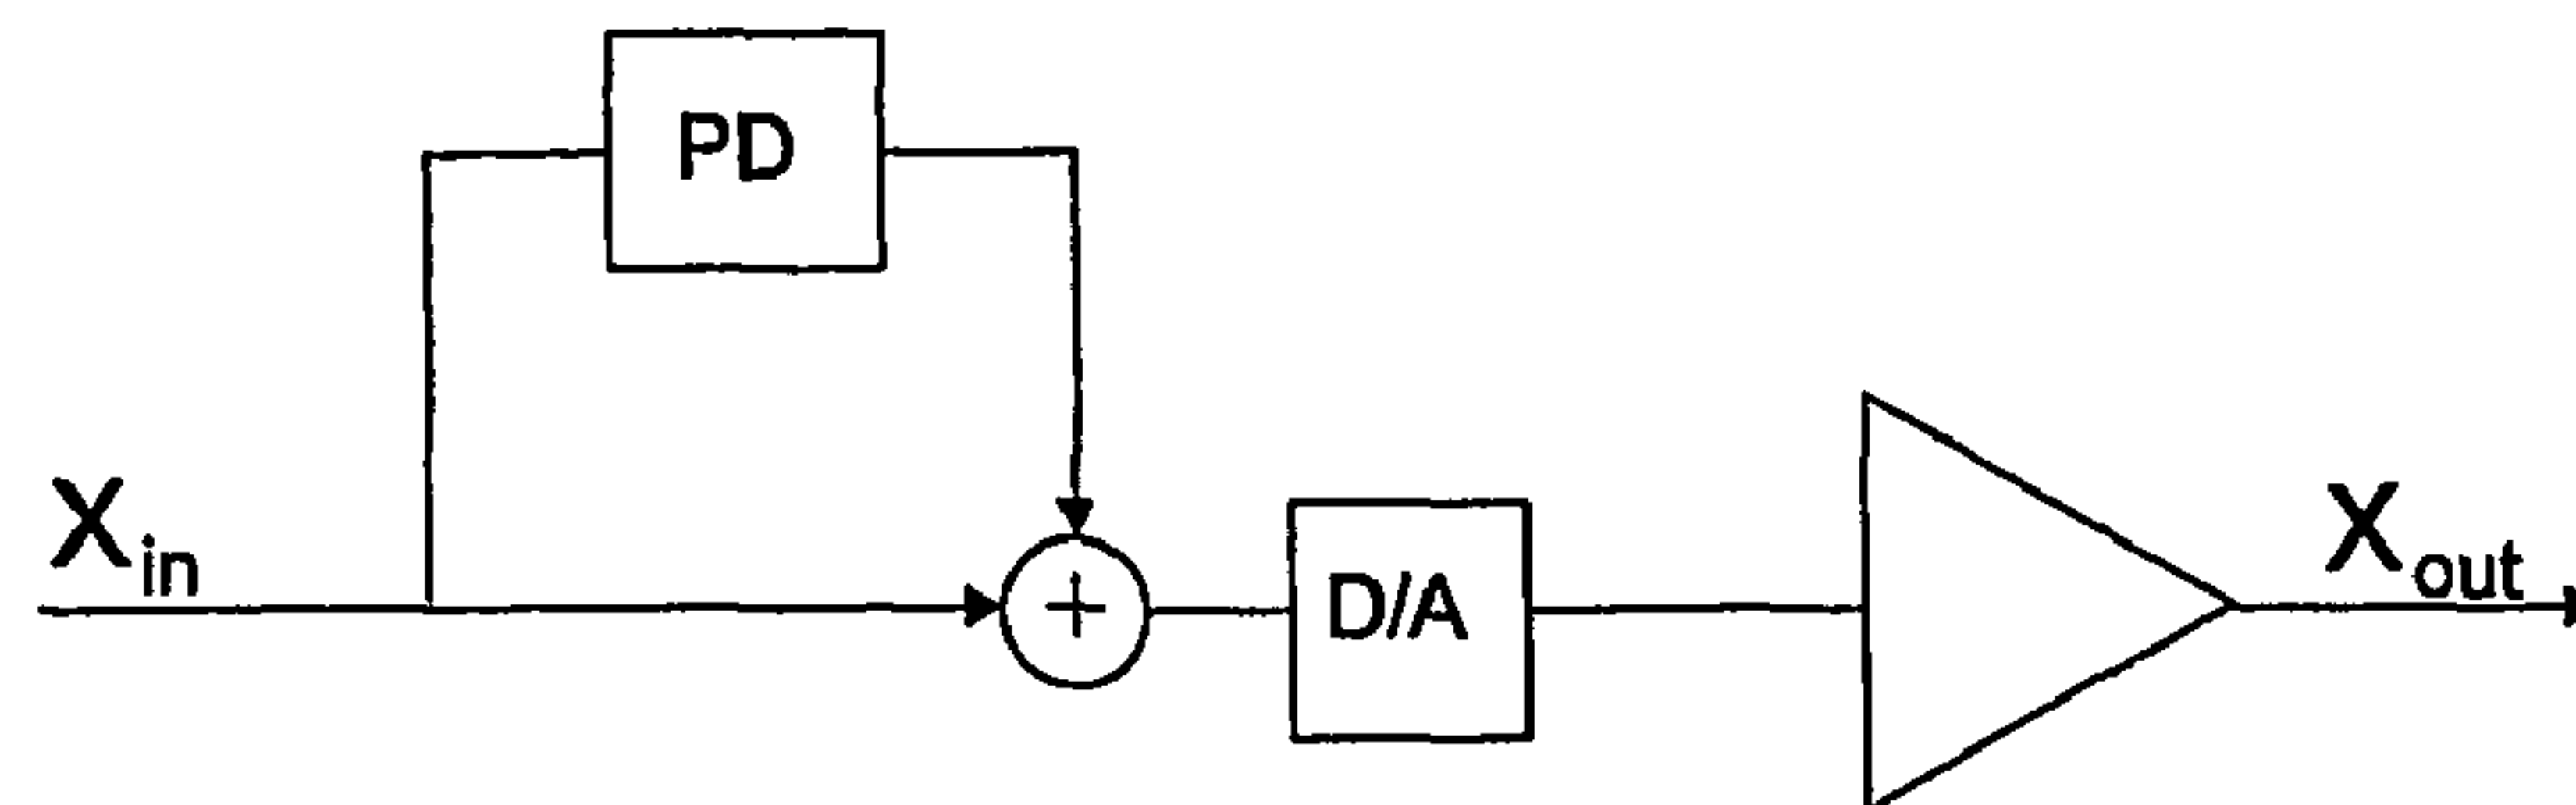 PD
X_in
+
D/A
X_out